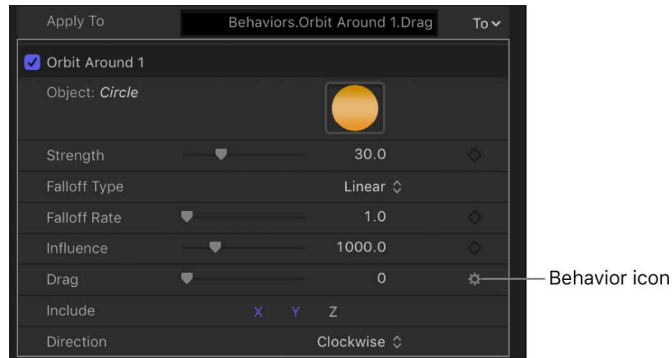 Apply To Behaviors.Orbit Around 1.Drag To
Orbit Around 1
Object: Circle
Strength 30.0
Falloff Type Linear
Falloff Rate 1.0
Influence 1000.0
Drag 0 Behavior icon
Include X Y Z
Direction Clockwise